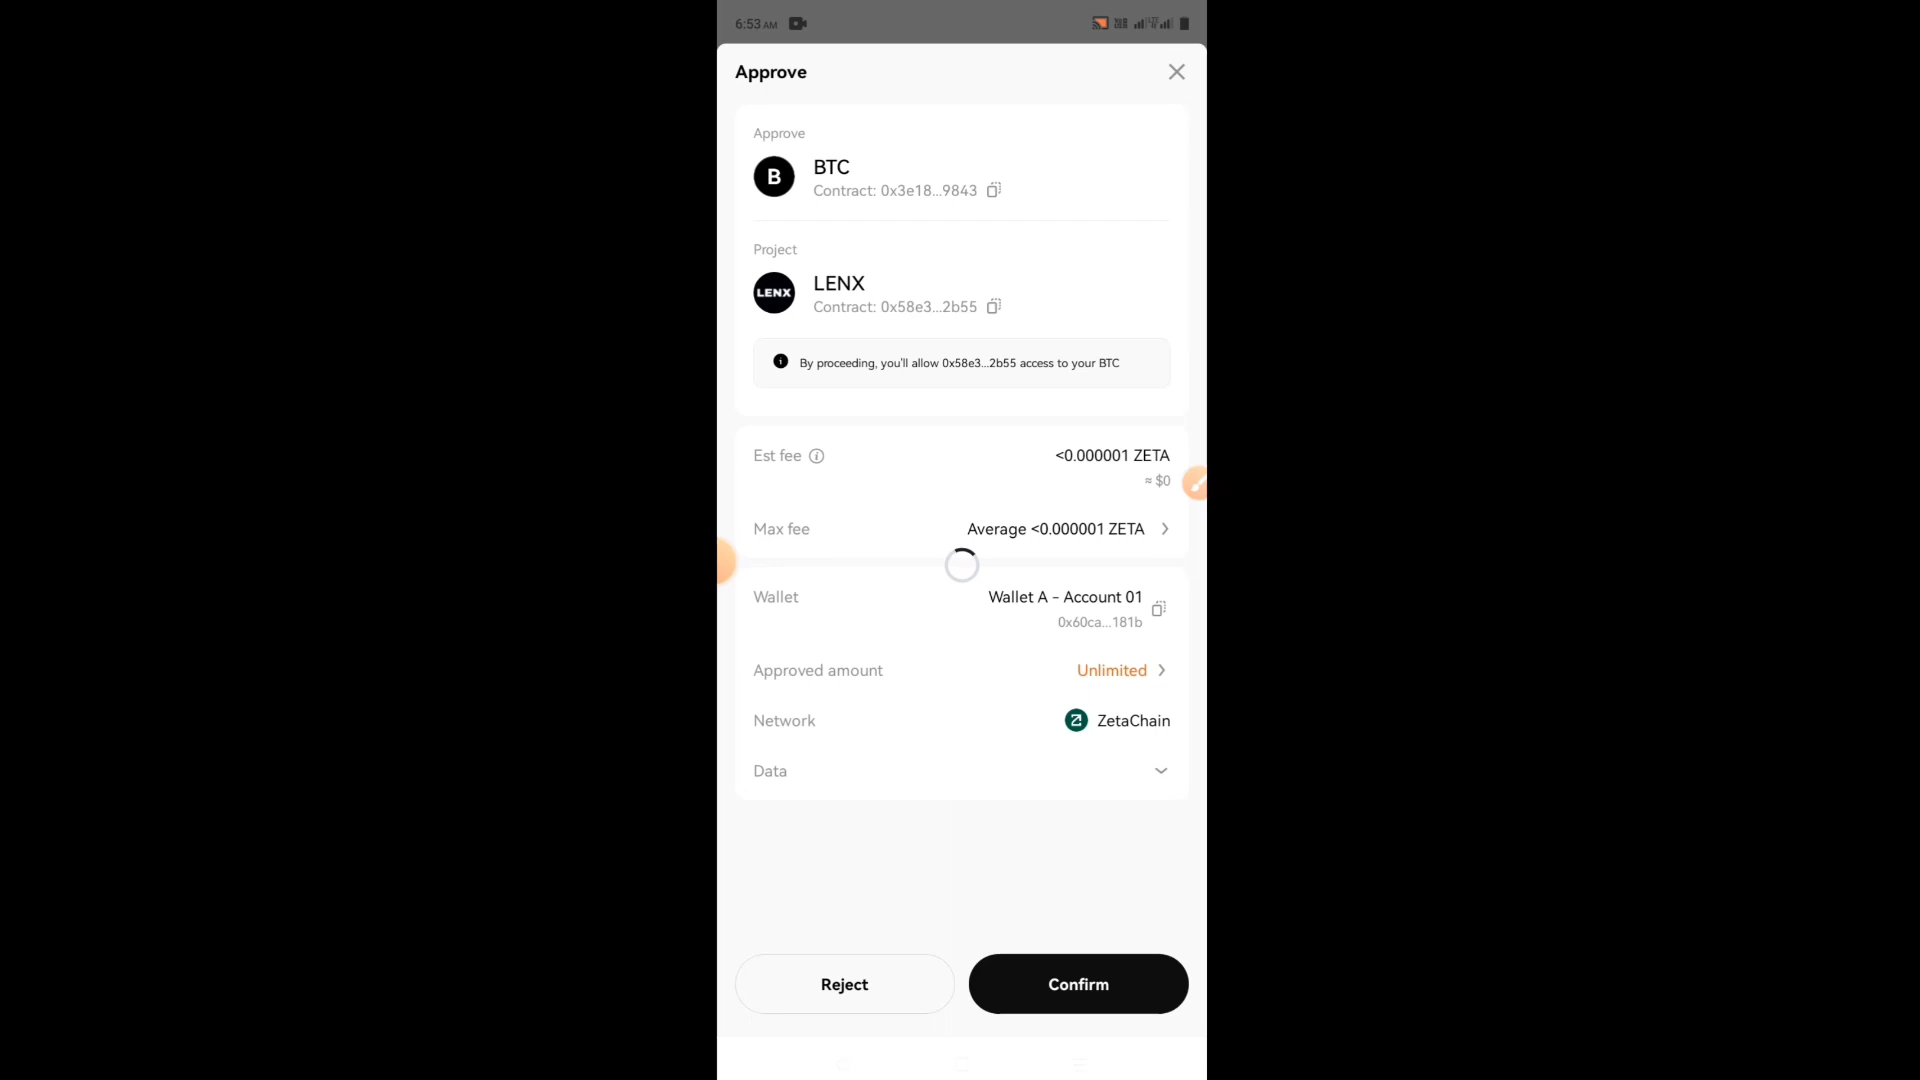 6:53 AM
Approve
Approve
B
BTC
Contract: 0x3e18...9843
Project
LENX
LENX
Contract: 0x58e3...2b55
By proceeding, you'll allow 0x58e3...2b55 access to your BTC
Est fee
<0.000001 ZETA
≈ $0
Max fee
Average <0.000001 ZETA
Wallet
Wallet A - Account 01
0x60ca...181b
Approved amount
Unlimited
Network
ZetaChain
Data
Reject
Confirm